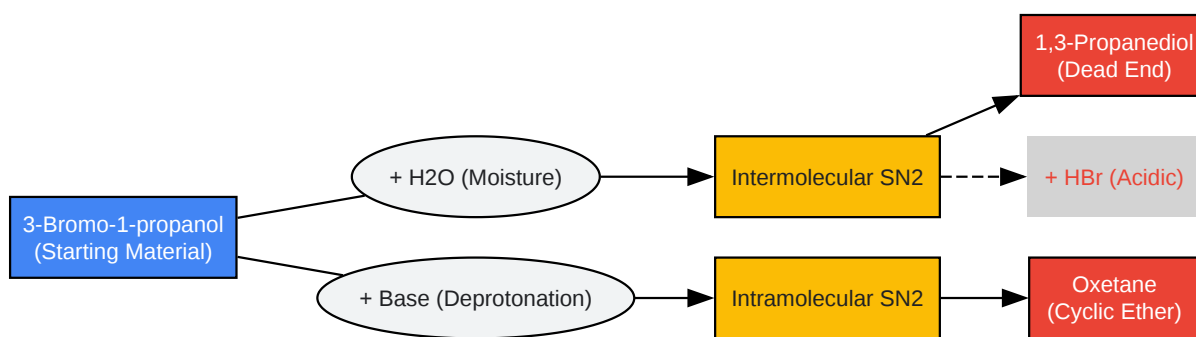 3-Bromo-1-propanol
(Starting Material)
+ H2O (Moisture)
Intermolecular SN2
1,3-Propanediol
(Dead End)
+ HBr (Acidic)
+ Base (Deprotonation)
Intramolecular SN2
Oxetane
(Cyclic Ether)